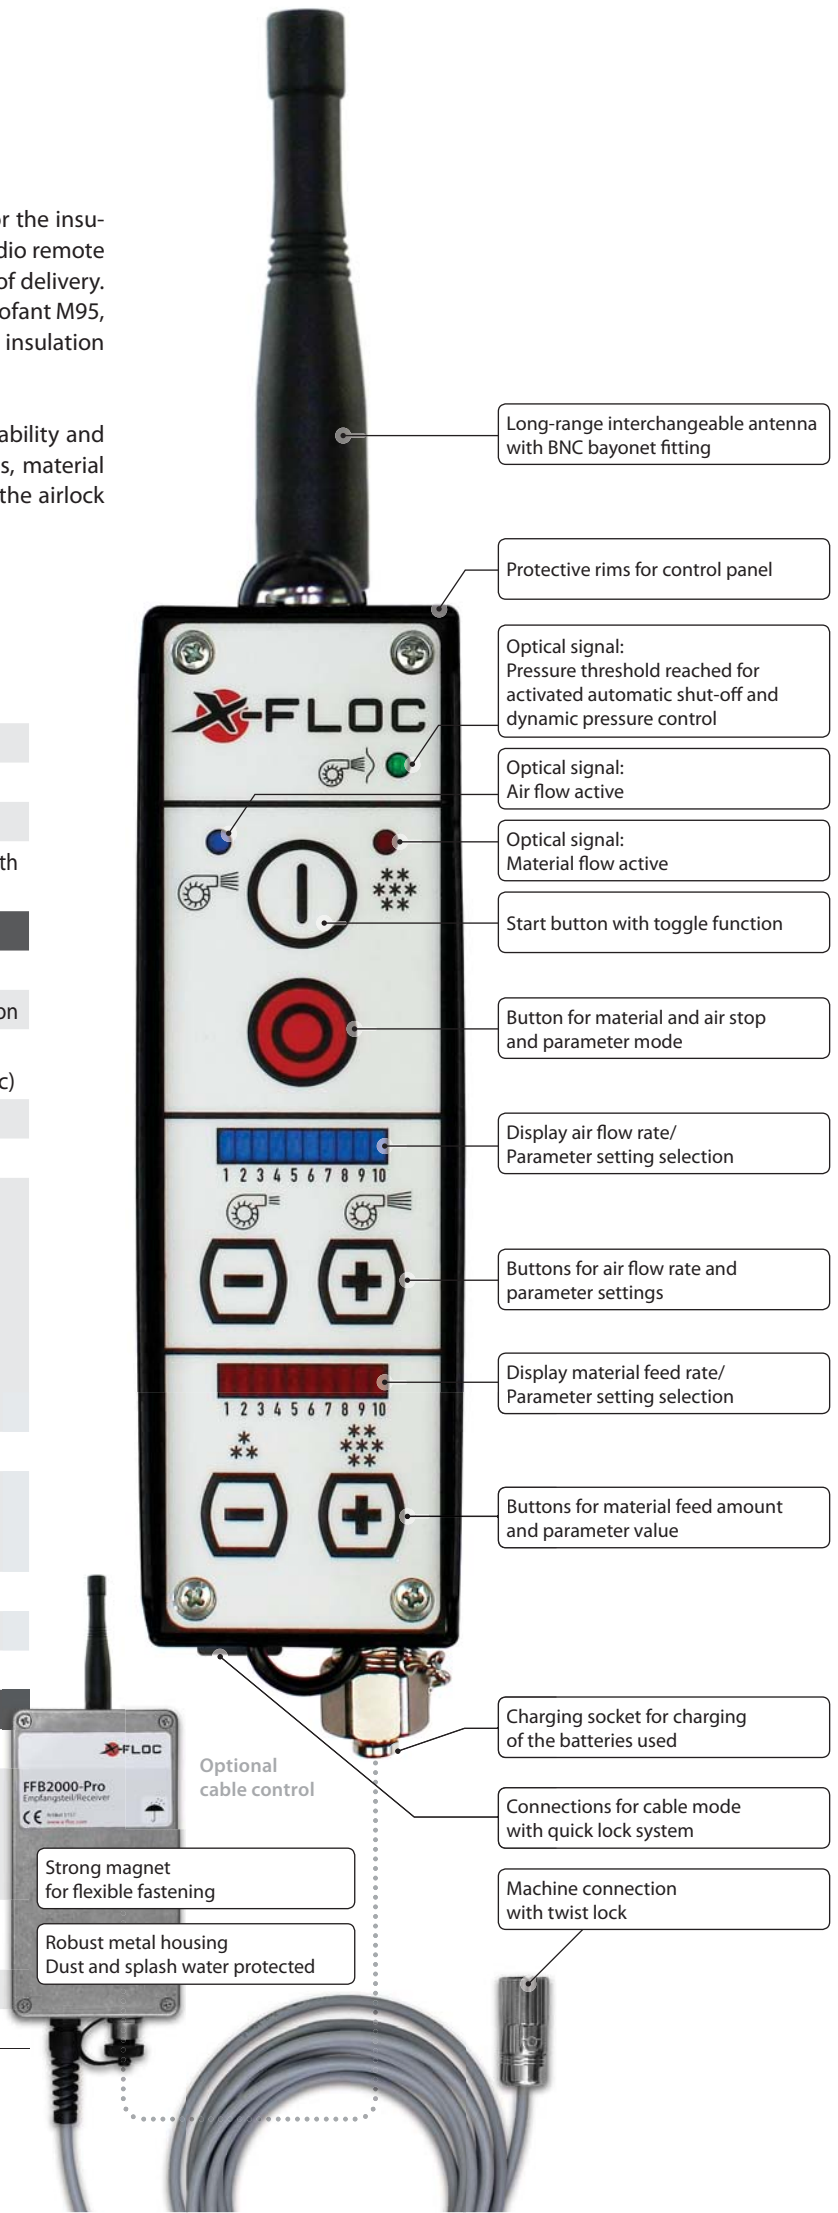 or the insu-
dio remote
of delivery.
ofant M95,
insulation
ability and
s, material
the airlock
th
on
c)
Long-range interchangeable antenna
with BNC bayonet fitting
Protective rims for control panel
Optical signal:
Pressure threshold reached for
activated automatic shut-off and
dynamic pressure control
Optical signal:
Air flow active
Optical signal:
Material flow active
Start button with toggle function
Button for material and air stop
and parameter mode
Display air flow rate/
Parameter setting selection
Buttons for air flow rate and
parameter settings
Display material feed rate/
Parameter setting selection
Buttons for material feed amount
and parameter value
Charging socket for charging
of the batteries used
Connections for cable mode
with quick lock system
Machine connection
with twist lock
X-FLOC
1 2 3 4 5 6 7 8 9 10
1 2 3 4 5 6 7 8 9 10
Optional
cable control
X-FLOC
FFB2000-Pro
Empfangsteil/Receiver
CE
www.x-floc.com
Strong magnet
for flexible fastening
Robust metal housing
Dust and splash water protected